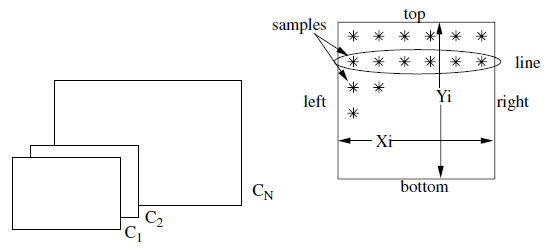 top
samples
line
left
Yi
right
Xi
bottom
C1
C2
CN